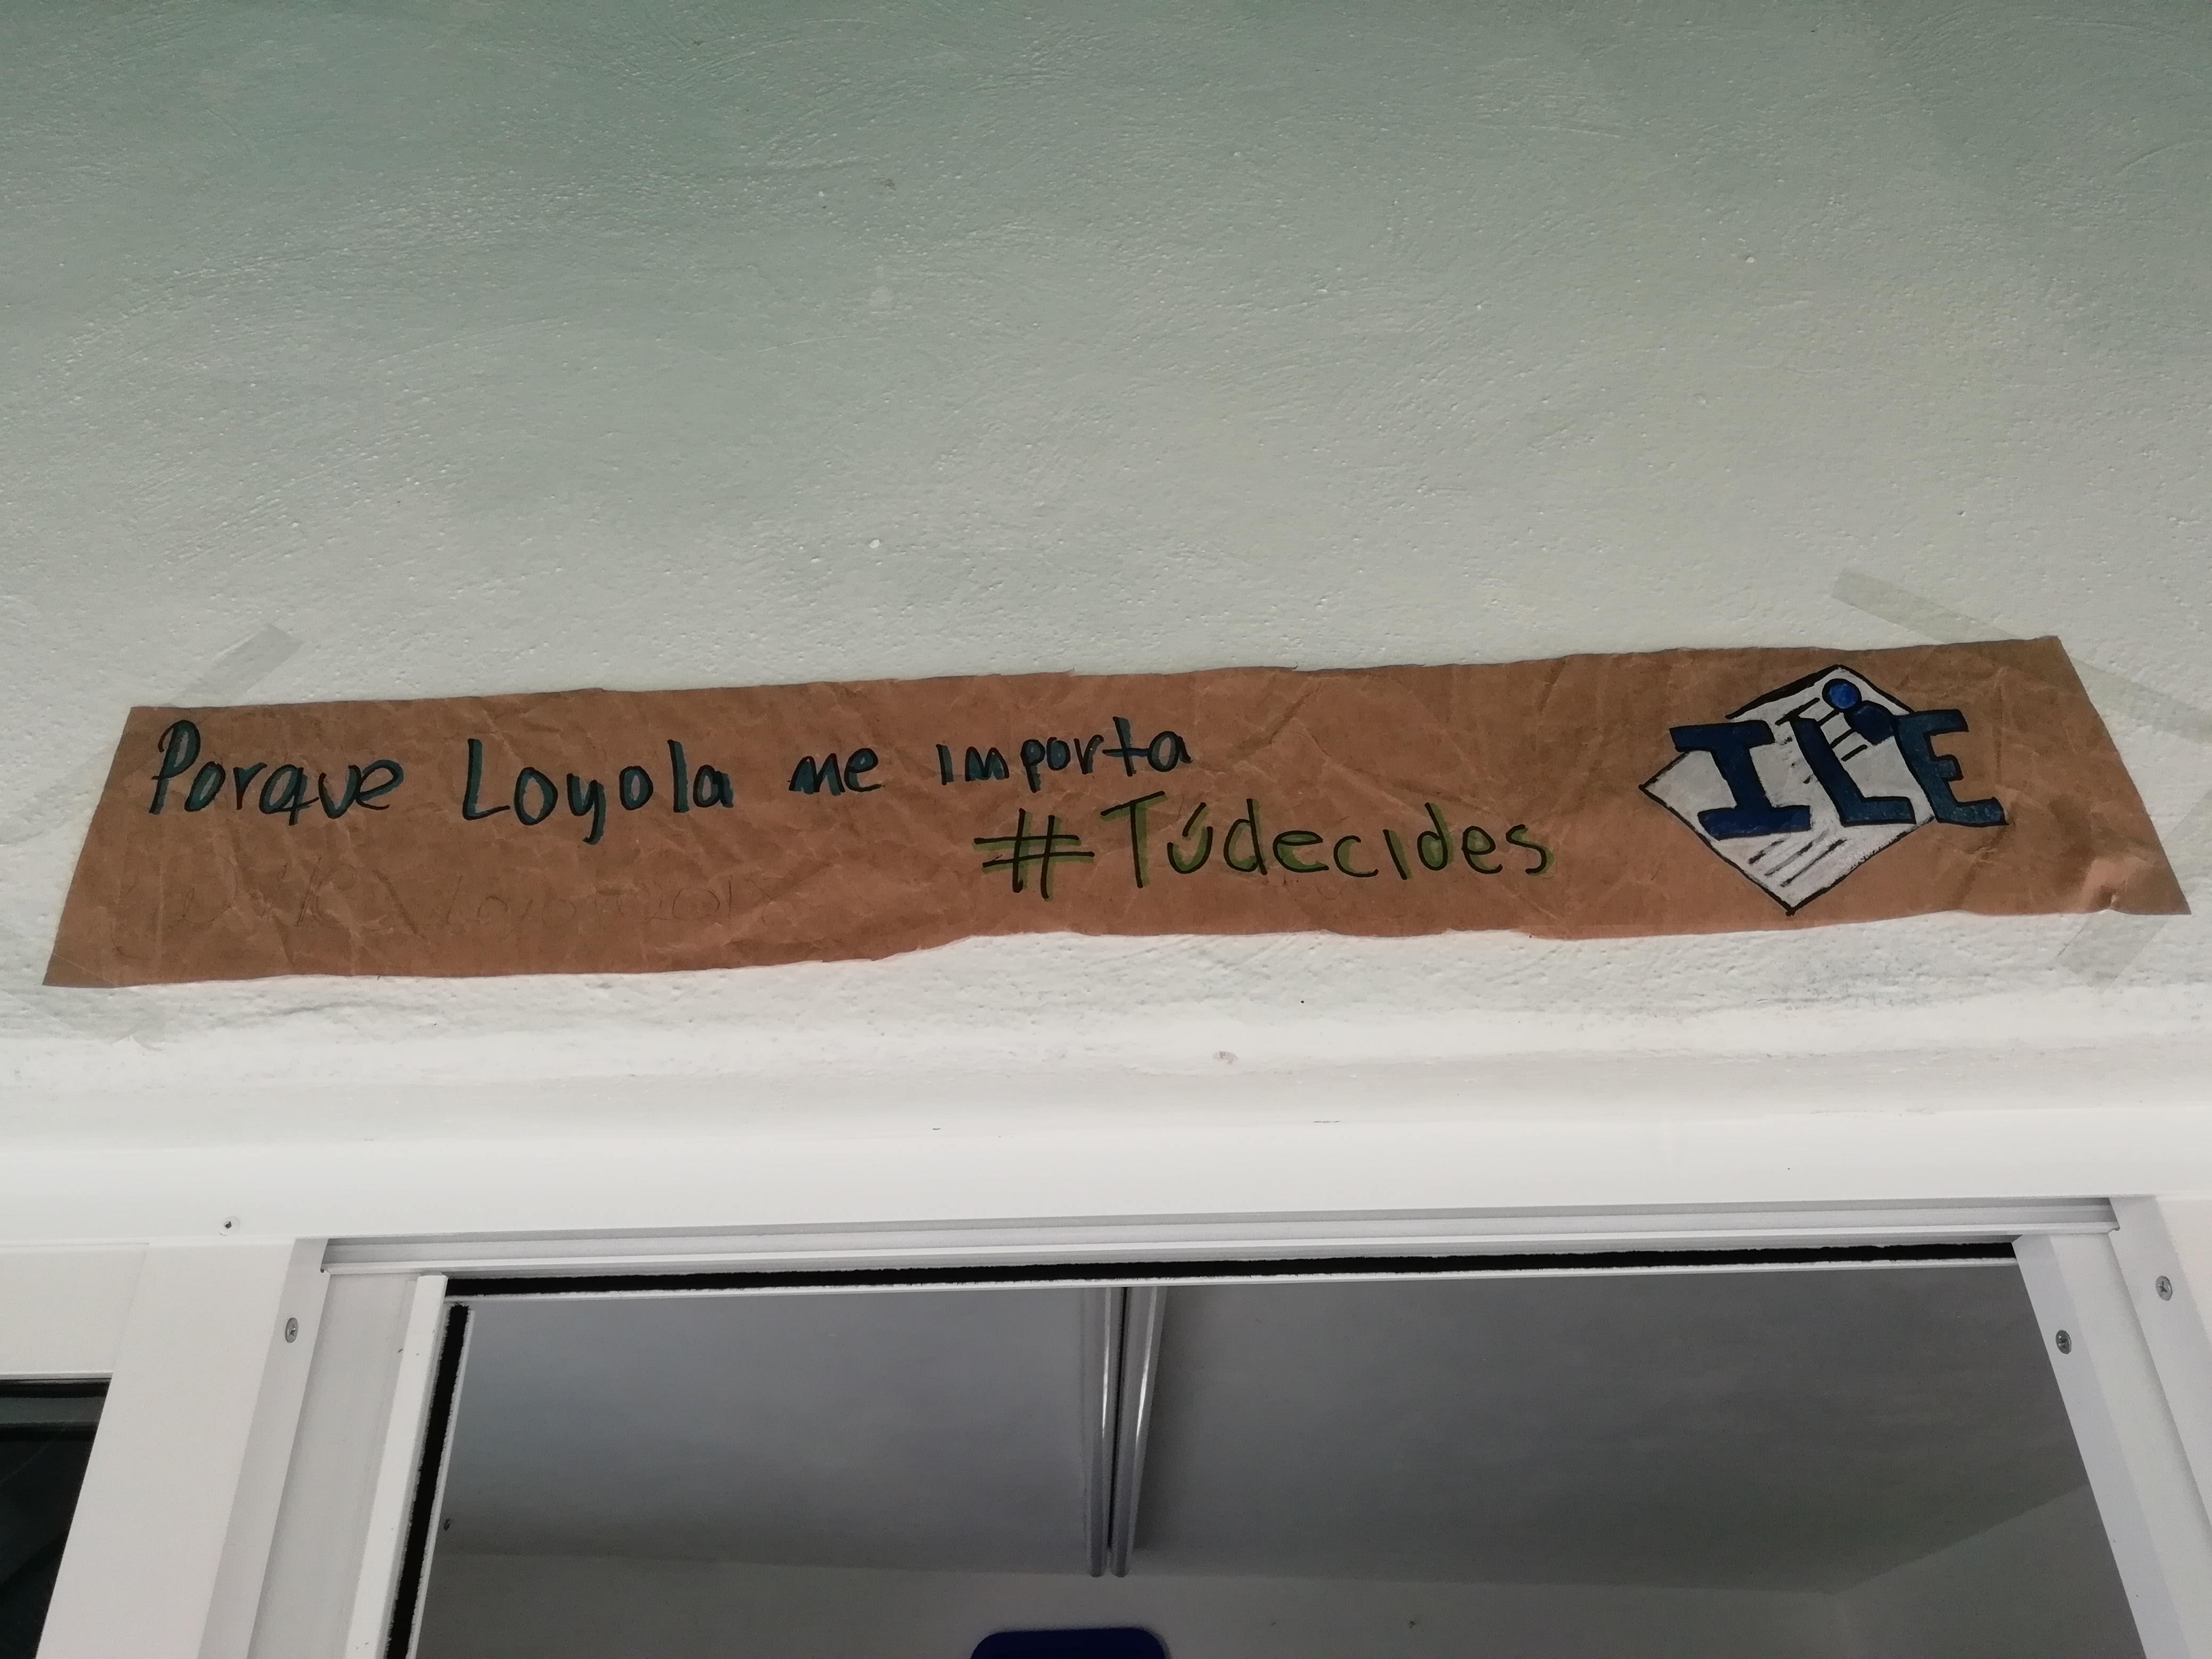 Porque Loyola me importa
#Túdecides
ILE